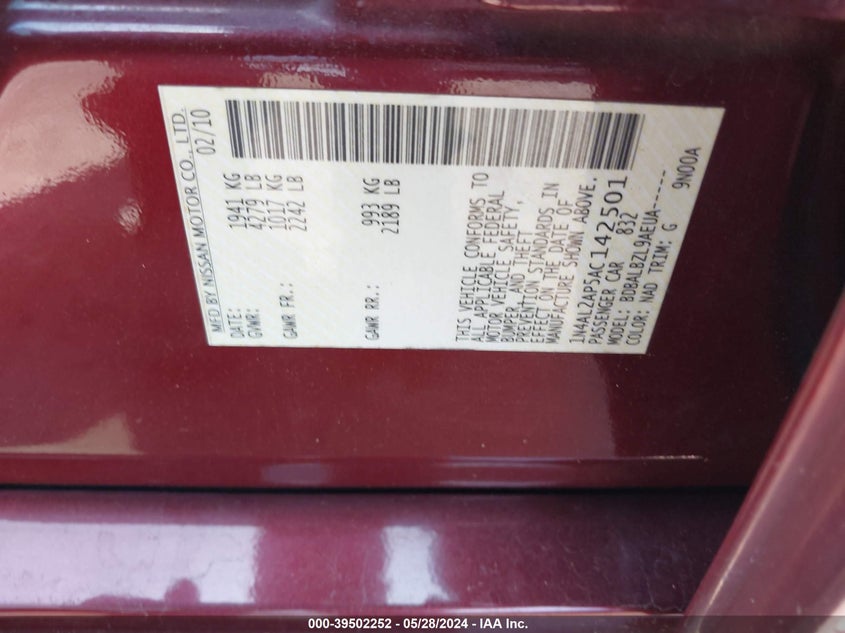 MFD BY NISSAN MOTOR CO., LTD.
DATE: 02/10
GVWR: 1941 KG
4279 LB
GAWR FR.: 1017 KG
2242 LB
GAWR RR.: 993 KG
2189 LB
THIS VEHICLE CONFORMS TO
ALL APPLICABLE FEDERAL
MOTOR VEHICLE SAFETY,
BUMPER, AND THEFT
PREVENTION STANDARDS IN
EFFECT ON THE DATE OF
MANUFACTURE SHOWN ABOVE.
1N4AL2AP5AC142501
PASSENGER CAR 832
MODEL: BDBALBZL9AEUA-----
COLOR: NAD TRIM: G 9N00A
000-39502252 / 05/28/2024 - IAA Inc.